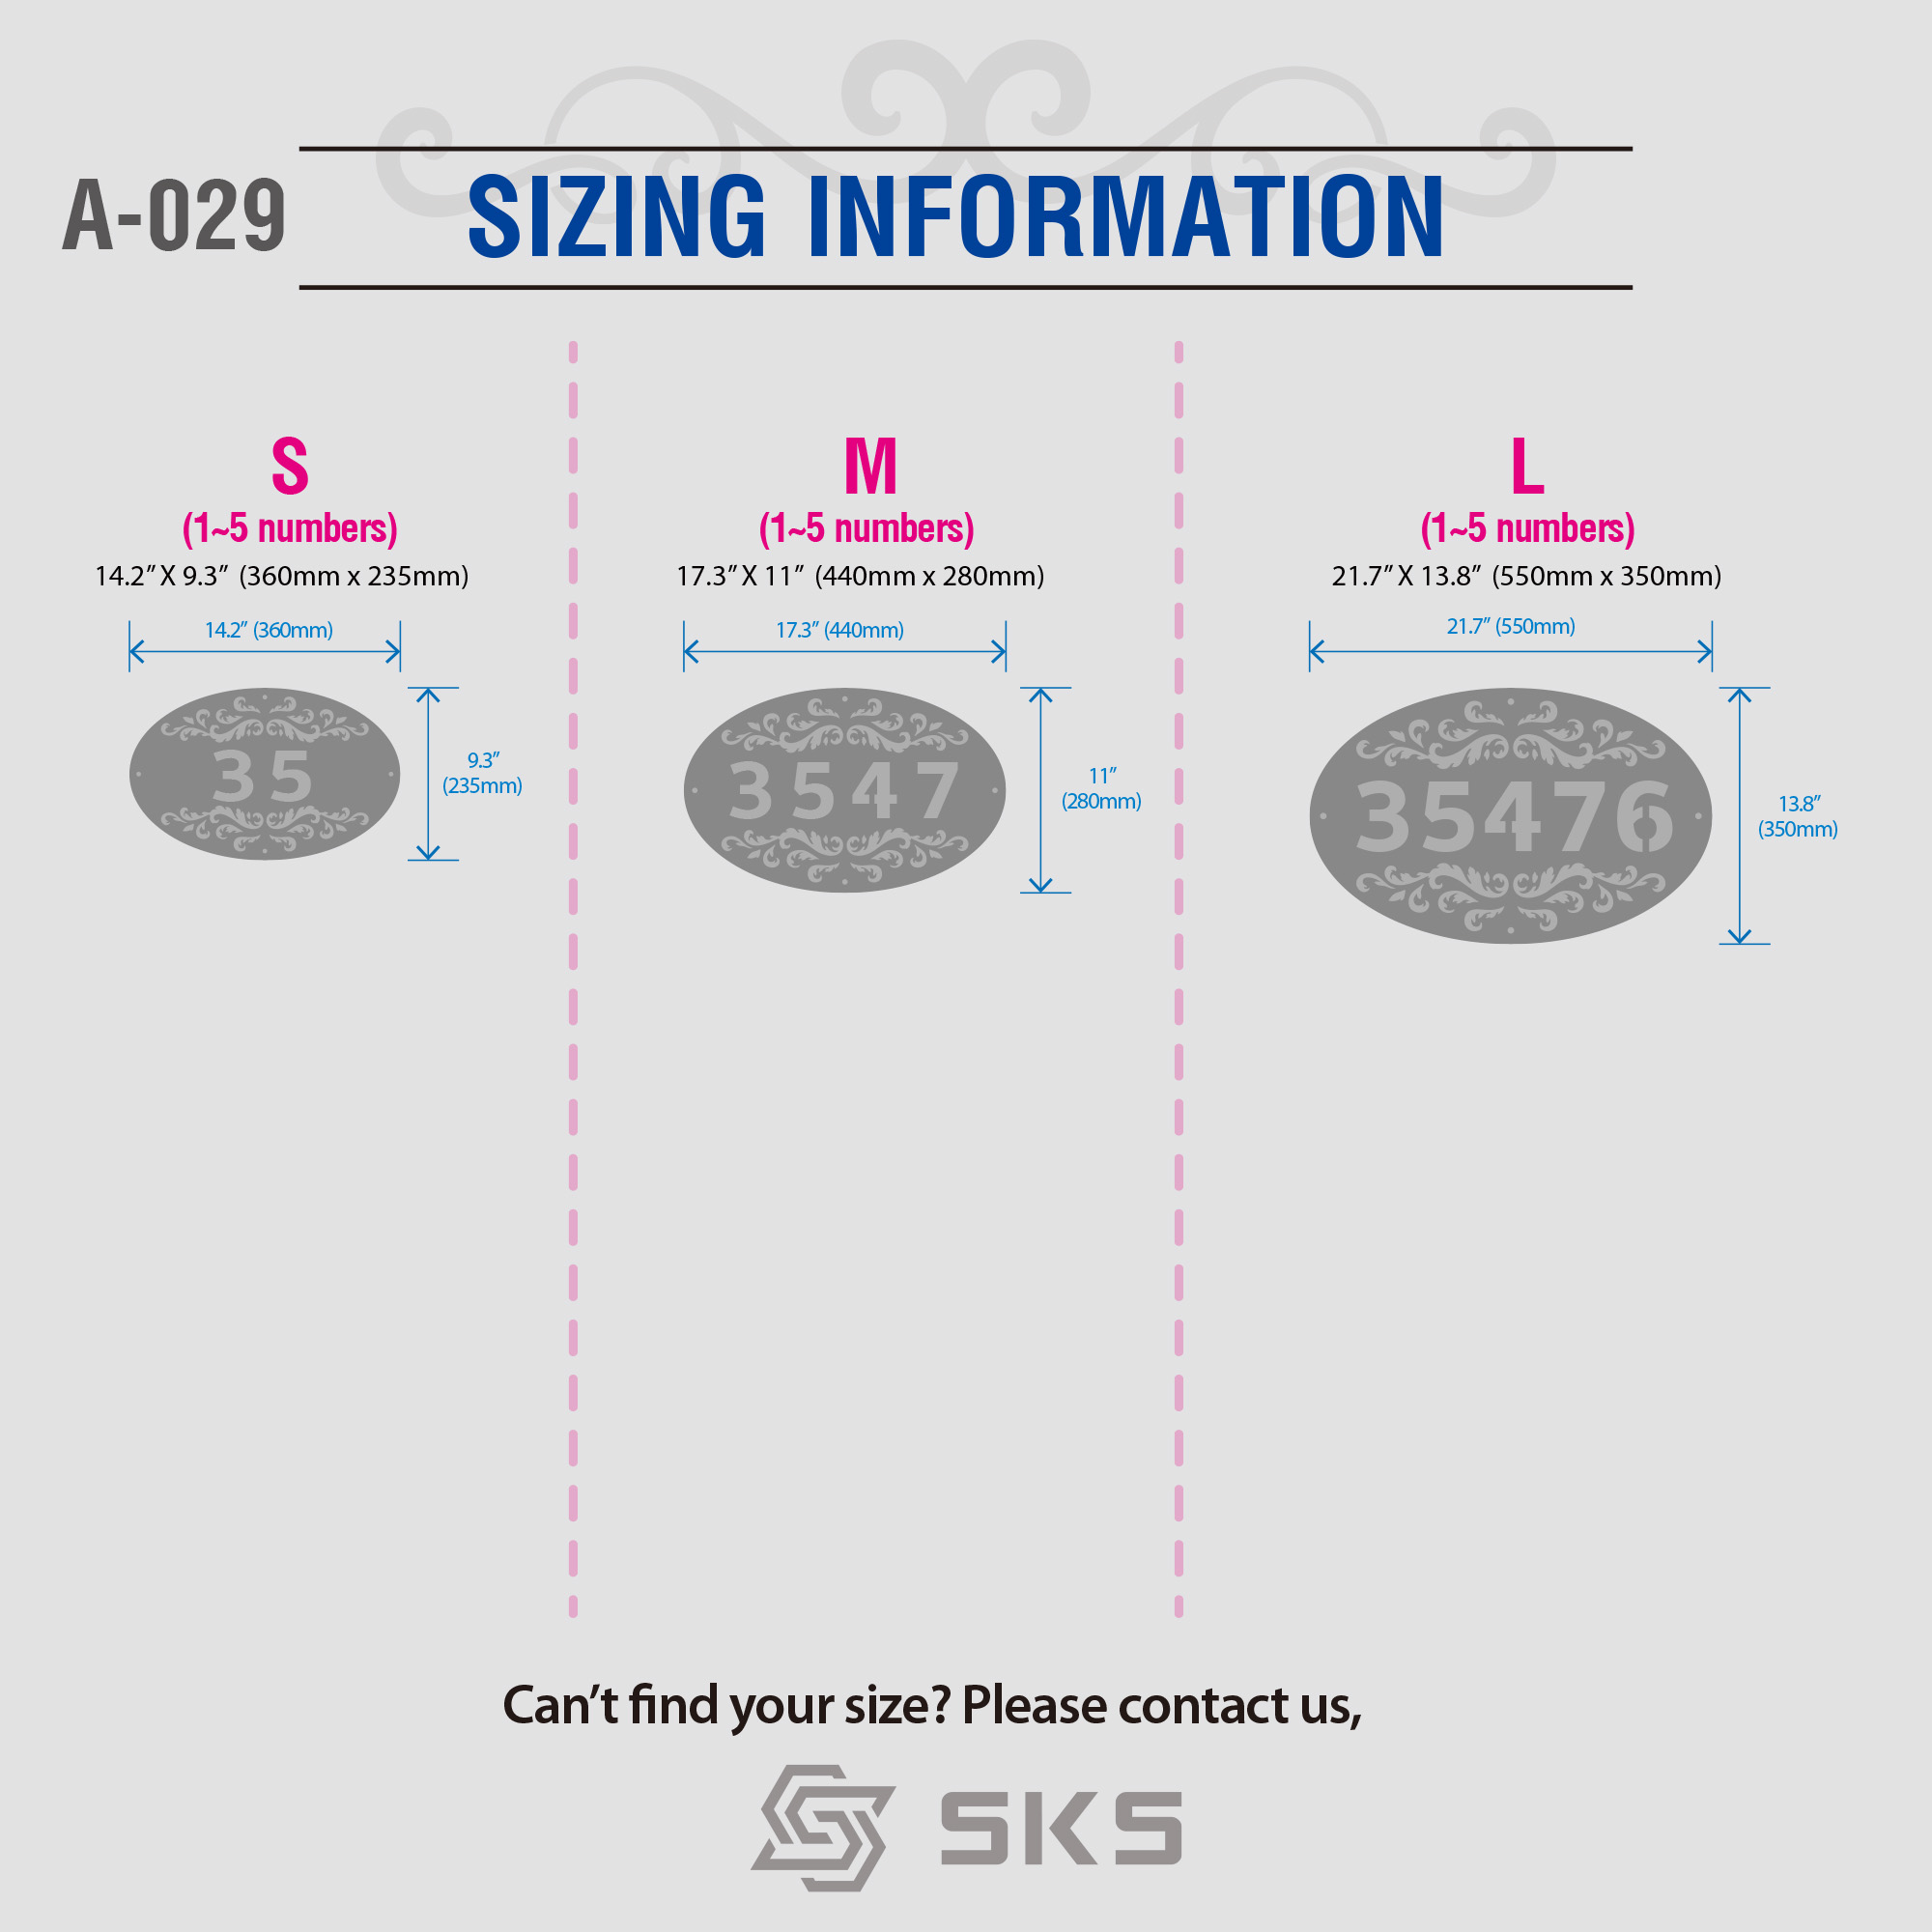 A-029
SIZING INFORMATION
S
(1~5 numbers)
14.2” X 9.3” (360mm x 235mm)
14.2” (360mm)
35
9.3”
(235mm)
M
(1~5 numbers)
17.3” X 11” (440mm x 280mm)
17.3” (440mm)
3547
11”
(280mm)
L
(1~5 numbers)
21.7” X 13.8” (550mm x 350mm)
21.7” (550mm)
35476
13.8”
(350mm)
Can’t find your size? Please contact us,
SKS